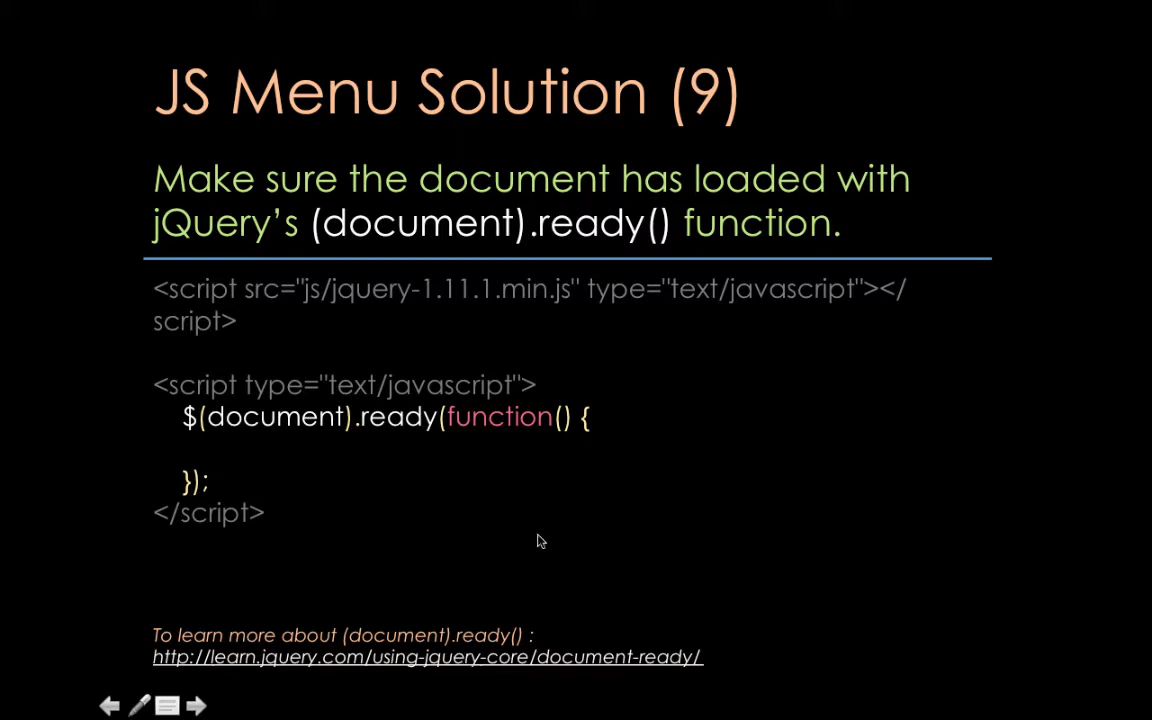 JS Menu Solution (9)
Make sure the document has loaded with
jQuery’s (document).ready() function.
<script src="js/jquery-1.11.1.min.js" type="text/javascript"></
script>
<script type="text/javascript">
$(document).ready(function() {
});
</script>
To learn more about (document).ready() :
http://learn.jquery.com/using-jquery-core/document-ready/